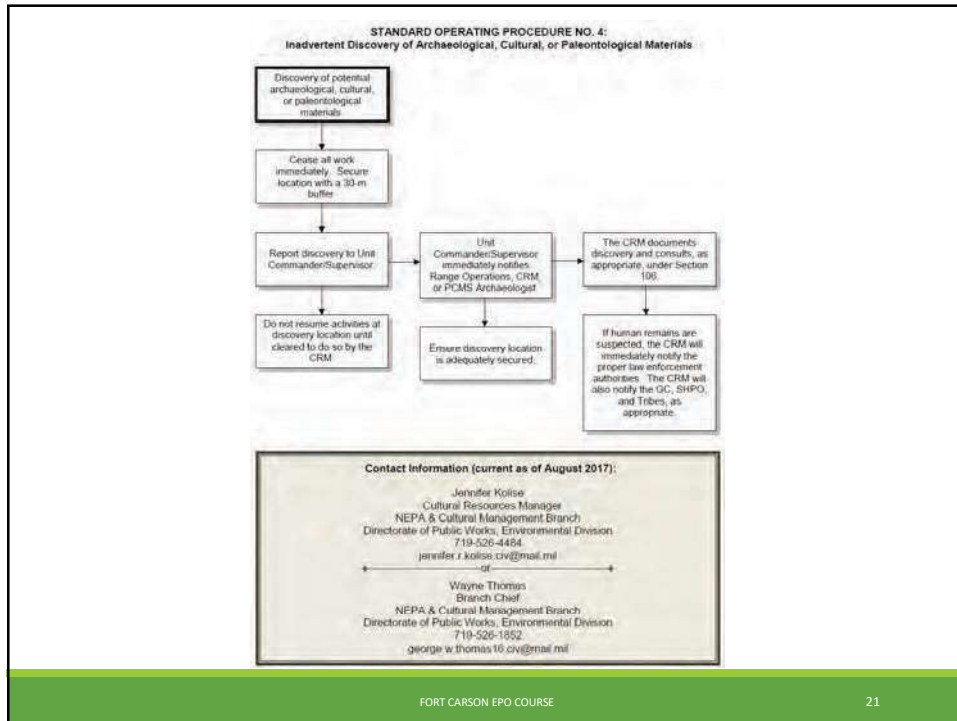 STANDARD OPERATING PROCEDURE NO. 4:
Inadvertent Discovery of Archaeological, Cultural, or Paleontological Materials
Discovery of potential
archaeological, cultural,
or paleontological
materials
Cease all work
immediately. Secure
location with a 30-m
buffer
Report discovery to Unit
Commander/Supervisor
Unit
Commander/Supervisor
immediately notifies
Range Operations, CRM,
or PCMS Archaeologist
The CRM documents
discovery and consults, as
appropriate, under Section
106.
Do not resume activities at
discovery location until
cleared to do so by the
CRM
Ensure discovery location
is adequately secured.
If human remains are
suspected, the CRM will
immediately notify the
proper law enforcement
authorities. The CRM will
also notify the GC, SHPO,
and Tribes, as
appropriate.
Contact Information (current as of August 2017):
Jennifer Kolise
Cultural Resources Manager
NEPA & Cultural Management Branch
Directorate of Public Works, Environmental Division
719-526-4484
jennifer.r.kolise.civ@mail.mil
or
Wayne Thomas
Branch Chief
NEPA & Cultural Management Branch
Directorate of Public Works, Environmental Division
719-526-1852
george.w.thomas16.civ@mail.mil
FORT CARSON EPO COURSE
21